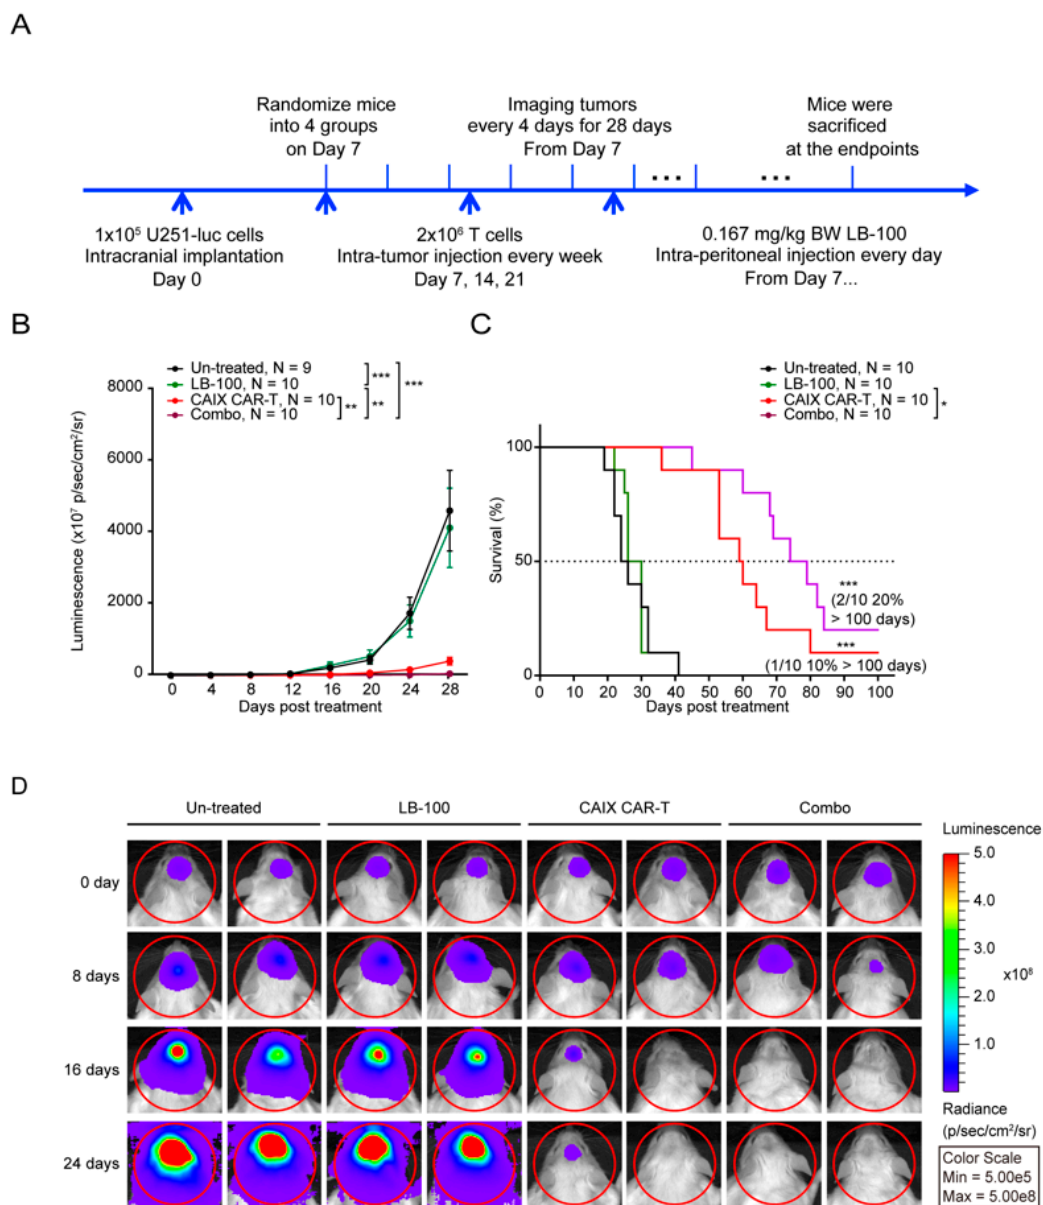 A
Randomize mice
into 4 groups
on Day 7
Imaging tumors
every 4 days for 28 days
From Day 7
Mice were
sacrificed
at the endpoints
...
...
1x10⁵ U251-luc cells
Intracranial implantation
Day 0
2x10⁶ T cells
Intra-tumor injection every week
Day 7, 14, 21
0.167 mg/kg BW LB-100
Intra-peritoneal injection every day
From Day 7...
B
Un-treated, N = 9
LB-100, N = 10
CAIX CAR-T, N = 10
Combo, N = 10
***
**
**
***
Luminescence (x10⁷ p/sec/cm²/sr)
8000
6000
4000
2000
0
0 4 8 12 16 20 24 28
Days post treatment
C
Un-treated, N = 10
LB-100, N = 10
CAIX CAR-T, N = 10
Combo, N = 10
*
Survival (%)
100
50
0
***
(2/10 20%
> 100 days)
***
(1/10 10% > 100 days)
0 10 20 30 40 50 60 70 80 90 100
Days post treatment
D
Un-treated LB-100 CAIX CAR-T Combo
0 day
8 days
16 days
24 days
Luminescence
5.0
4.0
3.0
x10⁸
2.0
1.0
Radiance
(p/sec/cm²/sr)
Color Scale
Min = 5.00e5
Max = 5.00e8